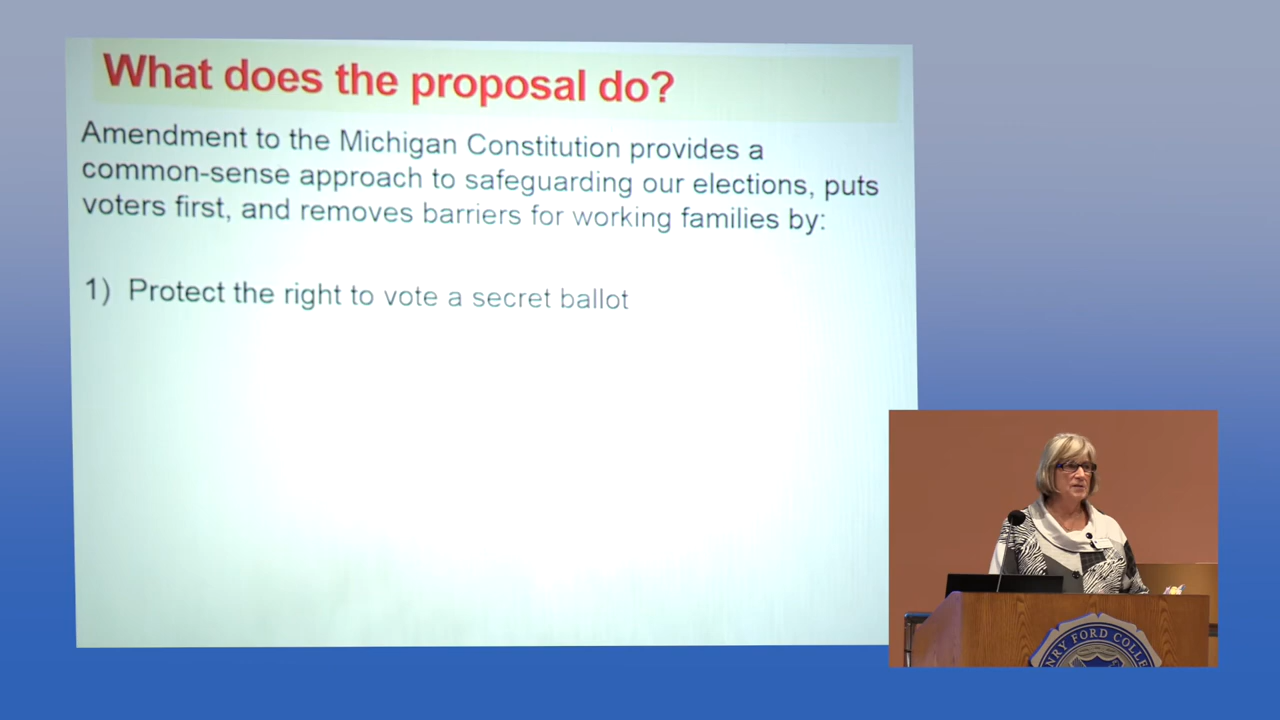 What does the proposal do?
Amendment to the Michigan Constitution provides a
common-sense approach to safeguarding our elections, puts
voters first, and removes barriers for working families by:
1) Protect the right to vote a secret ballot
NRY FORD COLLE